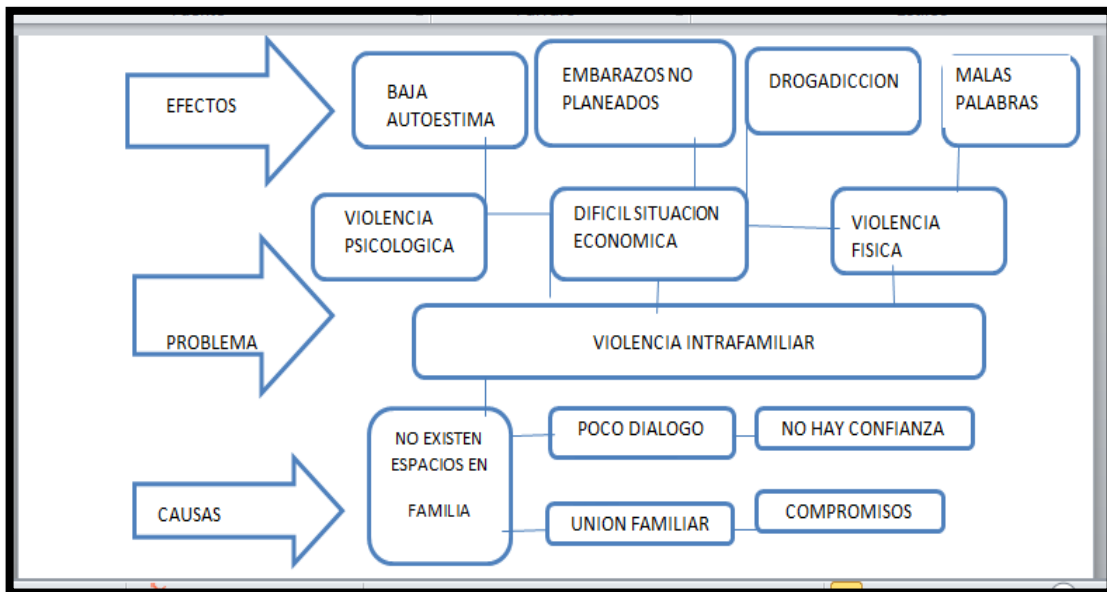 EFECTOS
BAJA
AUTOESTIMA
EMBARAZOS NO
PLANEADOS
DROGADICCION
MALAS
PALABRAS
VIOLENCIA
PSICOLOGICA
DIFICIL SITUACION
ECONOMICA
VIOLENCIA
FISICA
PROBLEMA
VIOLENCIA INTRAFAMILIAR
CAUSAS
NO EXISTEN
ESPACIOS EN
FAMILIA
POCO DIALOGO
NO HAY CONFIANZA
UNION FAMILIAR
COMPROMISOS